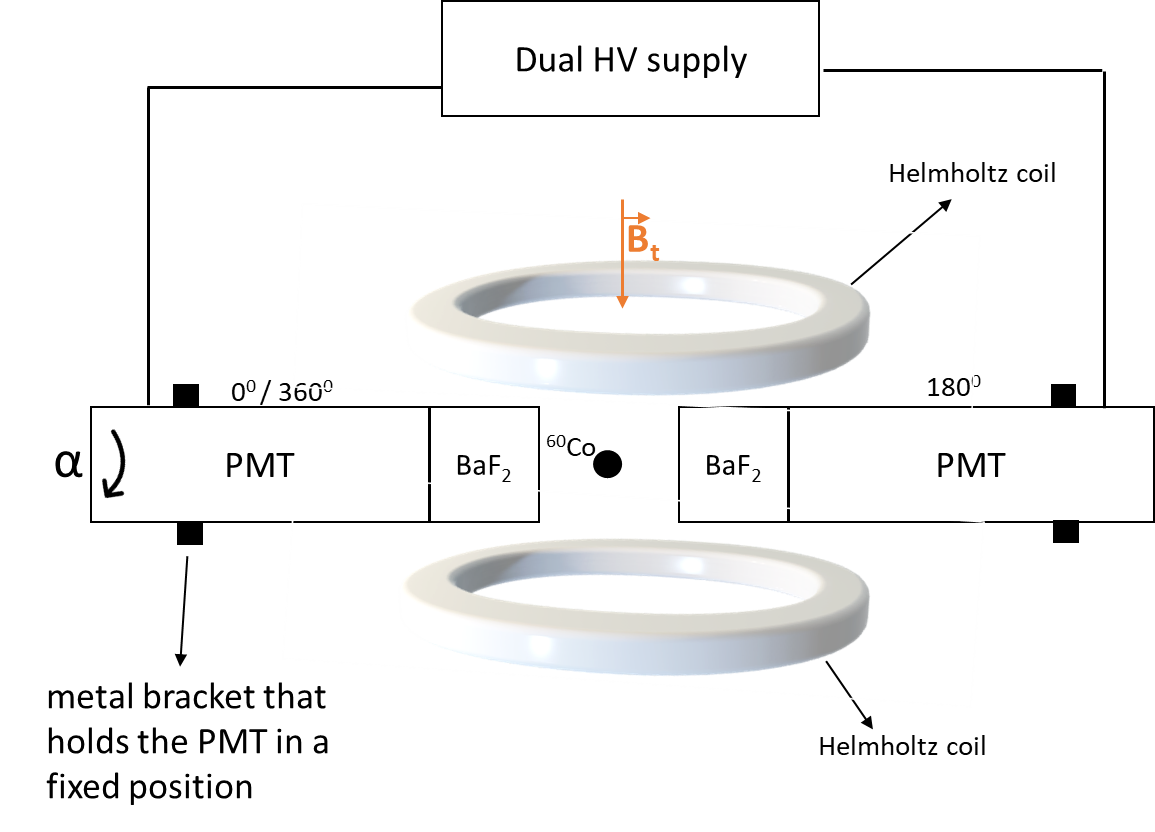 Dual HV supply
Helmholtz coil
Bt
0⁰ / 360⁰
180⁰
α
PMT
BaF₂
⁶⁰Co
BaF₂
PMT
metal bracket that
holds the PMT in a
fixed position
Helmholtz coil